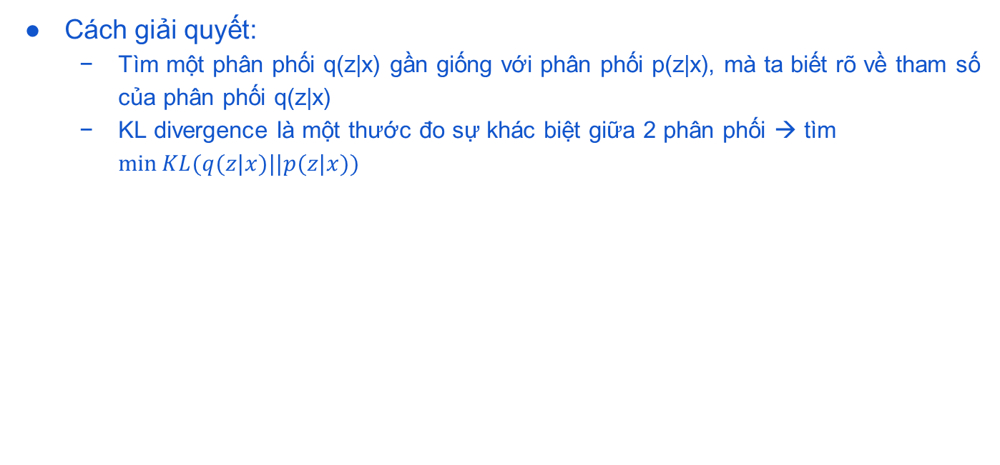 ● Cách giải quyết:
− Tìm một phân phối q(z|x) gần giống với phân phối p(z|x), mà ta biết rõ về tham số
của phân phối q(z|x)
− KL divergence là một thước đo sự khác biệt giữa 2 phân phối → tìm
min 𝐾𝐿(𝑞(𝑧|𝑥)||𝑝(𝑧|𝑥))